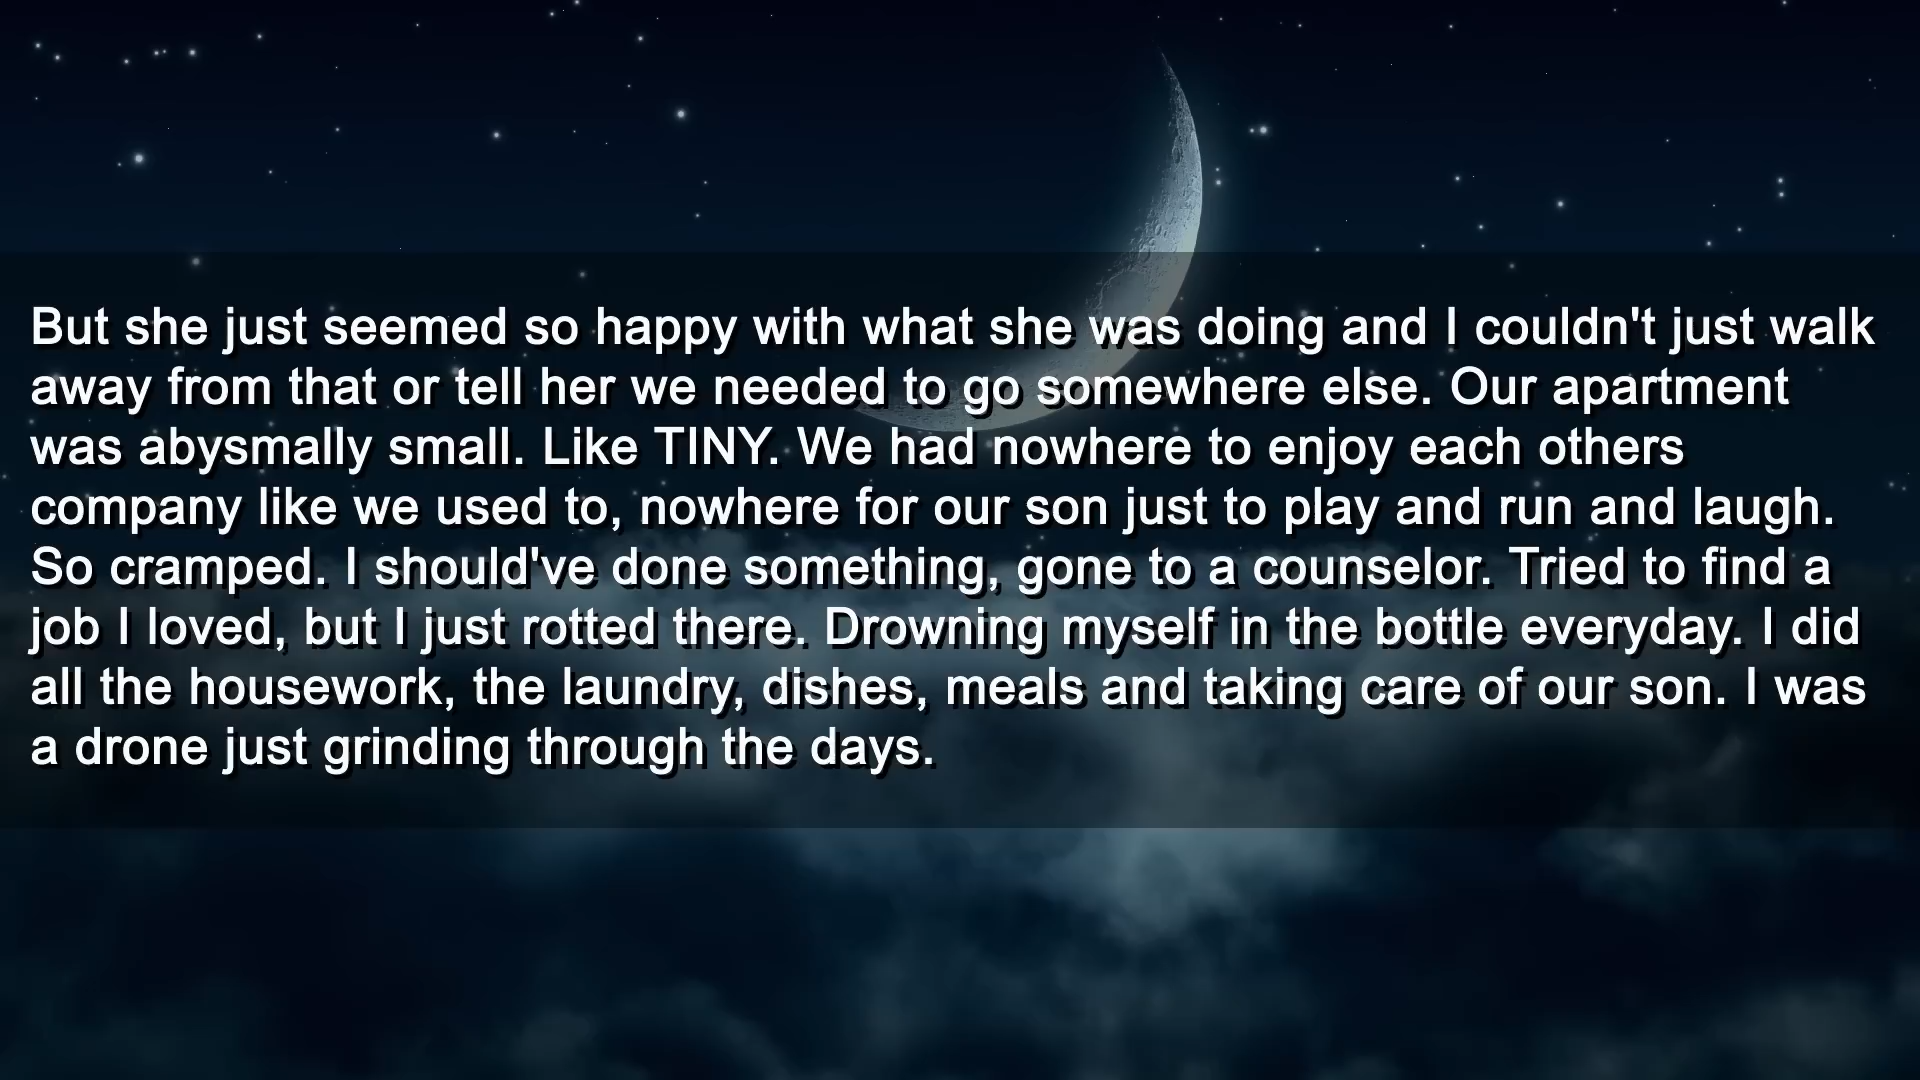 But she just seemed so happy with what she was doing and I couldn't just walk
away from that or tell her we needed to go somewhere else. Our apartment
was abysmally small. Like TINY. We had nowhere to enjoy each others
company like we used to, nowhere for our son just to play and run and laugh.
So cramped. I should've done something, gone to a counselor. Tried to find a
job I loved, but I just rotted there. Drowning myself in the bottle everyday. I did
all the housework, the laundry, dishes, meals and taking care of our son. I was
a drone just grinding through the days.